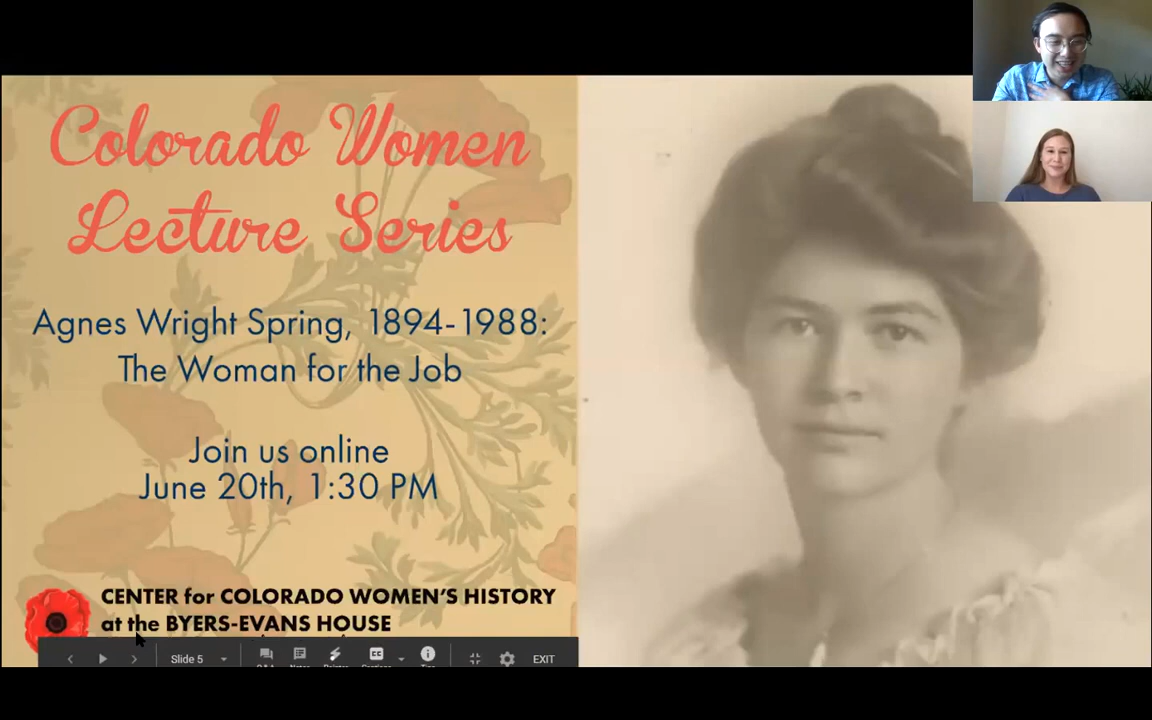 Colorado Women
Lecture Series
Agnes Wright Spring, 1894-1988:
The Woman for the Job
Join us online
June 20th, 1:30 PM
CENTER for COLORADO WOMEN'S HISTORY
at the BYERS-EVANS HOUSE
Slide 5
EXIT